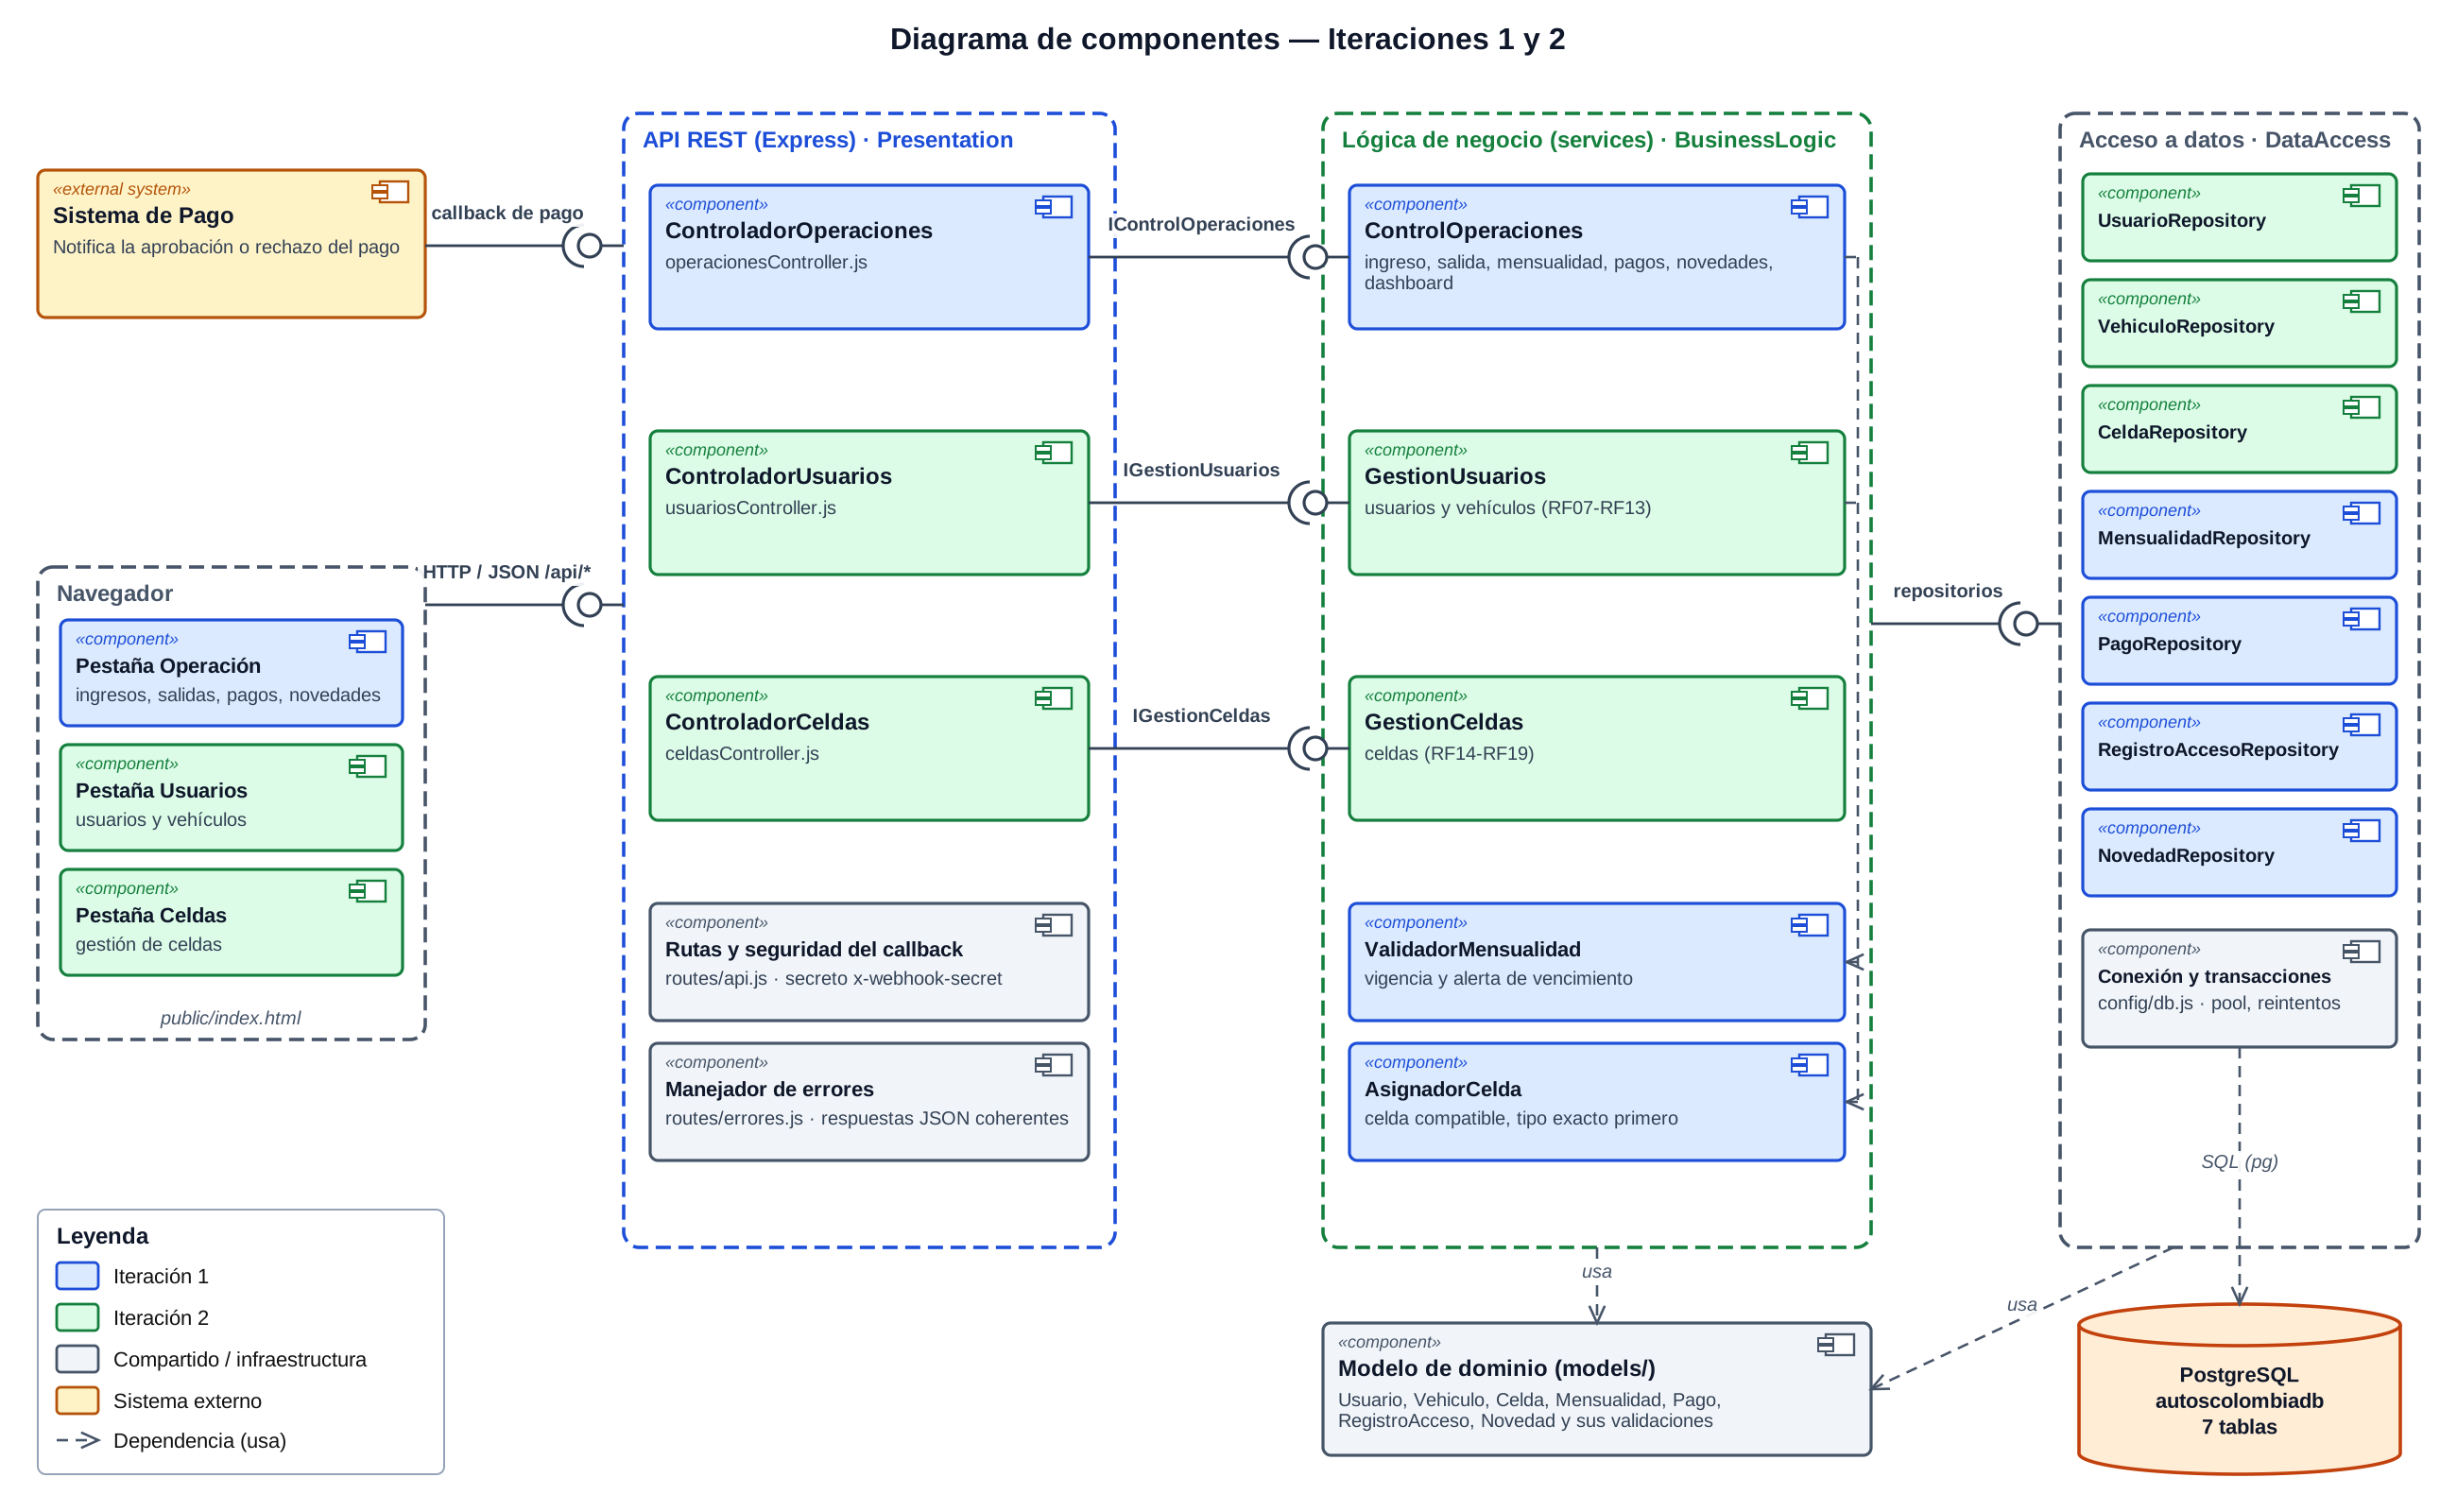 Diagrama de componentes — Iteraciones 1 y 2
«external system»
Sistema de Pago
Notifica la aprobación o rechazo del pago
callback de pago
Navegador
«component»
Pestaña Operación
ingresos, salidas, pagos, novedades
«component»
Pestaña Usuarios
usuarios y vehículos
«component»
Pestaña Celdas
gestión de celdas
public/index.html
HTTP / JSON /api/*
API REST (Express) · Presentation
«component»
ControladorOperaciones
operacionesController.js
«component»
ControladorUsuarios
usuariosController.js
«component»
ControladorCeldas
celdasController.js
«component»
Rutas y seguridad del callback
routes/api.js · secreto x-webhook-secret
«component»
Manejador de errores
routes/errores.js · respuestas JSON coherentes
IControlOperaciones
IGestionUsuarios
IGestionCeldas
Lógica de negocio (services) · BusinessLogic
«component»
ControlOperaciones
ingreso, salida, mensualidad, pagos, novedades,
dashboard
«component»
GestionUsuarios
usuarios y vehículos (RF07-RF13)
«component»
GestionCeldas
celdas (RF14-RF19)
«component»
ValidadorMensualidad
vigencia y alerta de vencimiento
«component»
AsignadorCelda
celda compatible, tipo exacto primero
repositorios
Acceso a datos · DataAccess
«component»
UsuarioRepository
«component»
VehiculoRepository
«component»
CeldaRepository
«component»
MensualidadRepository
«component»
PagoRepository
«component»
RegistroAccesoRepository
«component»
NovedadRepository
«component»
Conexión y transacciones
config/db.js · pool, reintentos
SQL (pg)
usa
usa
«component»
Modelo de dominio (models/)
Usuario, Vehiculo, Celda, Mensualidad, Pago,
RegistroAcceso, Novedad y sus validaciones
PostgreSQL
autoscolombiadb
7 tablas
Leyenda
Iteración 1
Iteración 2
Compartido / infraestructura
Sistema externo
Dependencia (usa)